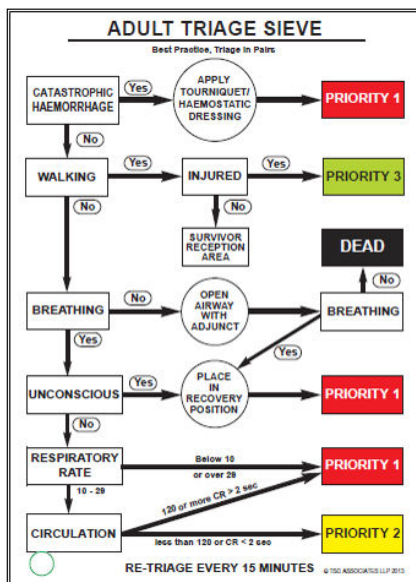 ADULT TRIAGE SIEVE
Best Practice, Triage in Pairs
CATASTROPHIC
HAEMORRHAGE
Yes
APPLY
TOURNIQUET/
HAEMOSTATIC
DRESSING
PRIORITY 1
No
WALKING
Yes
INJURED
Yes
PRIORITY 3
No
No
SURVIVOR
RECEPTION
AREA
DEAD
No
BREATHING
No
OPEN
AIRWAY
WITH
ADJUNCT
BREATHING
Yes
Yes
UNCONSCIOUS
Yes
PLACE
IN
RECOVERY
POSITION
PRIORITY 1
No
RESPIRATORY
RATE
Below 10
or over 29
PRIORITY 1
10 - 29
120 or more CR > 2 sec
CIRCULATION
less than 120 or CR < 2 sec
PRIORITY 2
RE-TRIAGE EVERY 15 MINUTES
© TSG ASSOCIATES LLP 2013